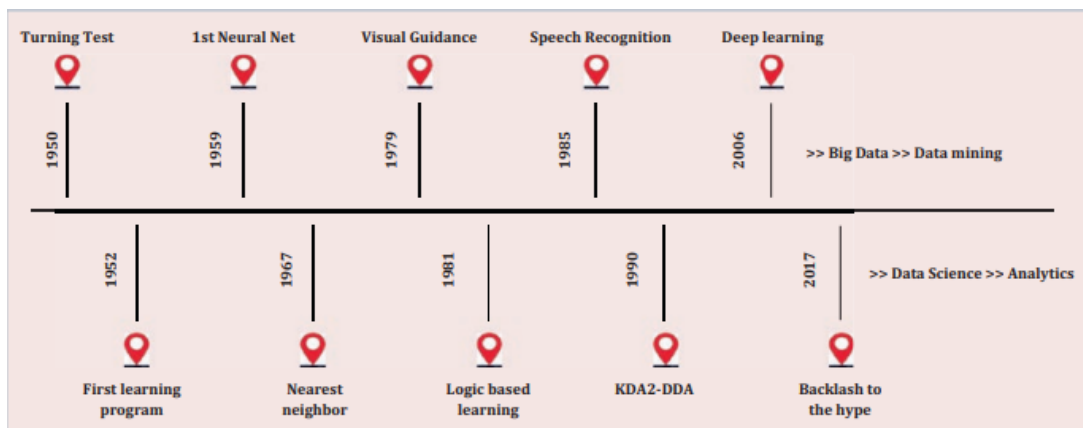 Turning Test
1st Neural Net
Visual Guidance
Speech Recognition
Deep learning
1950
1959
1979
1985
2006
>> Big Data >> Data mining
1952
1967
1981
1990
2017
>> Data Science >> Analytics
First learning
program
Nearest
neighbor
Logic based
learning
KDA2-DDA
Backlash to
the hype